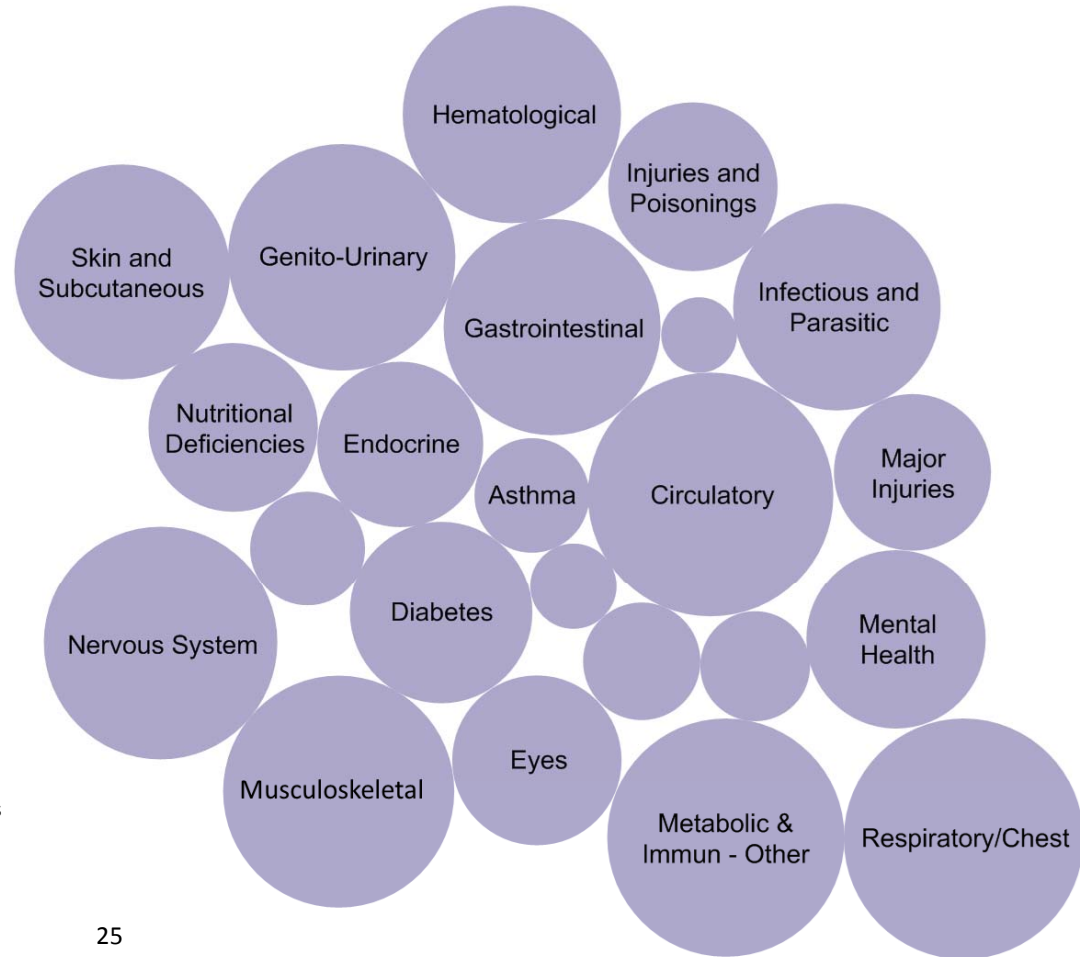 Hematological
Injuries and
Poisonings
Skin and
Subcutaneous
Genito-Urinary
Gastrointestinal
Infectious and
Parasitic
Nutritional
Deficiencies
Endocrine
Asthma
Circulatory
Major
Injuries
Diabetes
Nervous System
Mental
Health
Eyes
Musculoskeletal
Metabolic &
Immun - Other
Respiratory/Chest
25